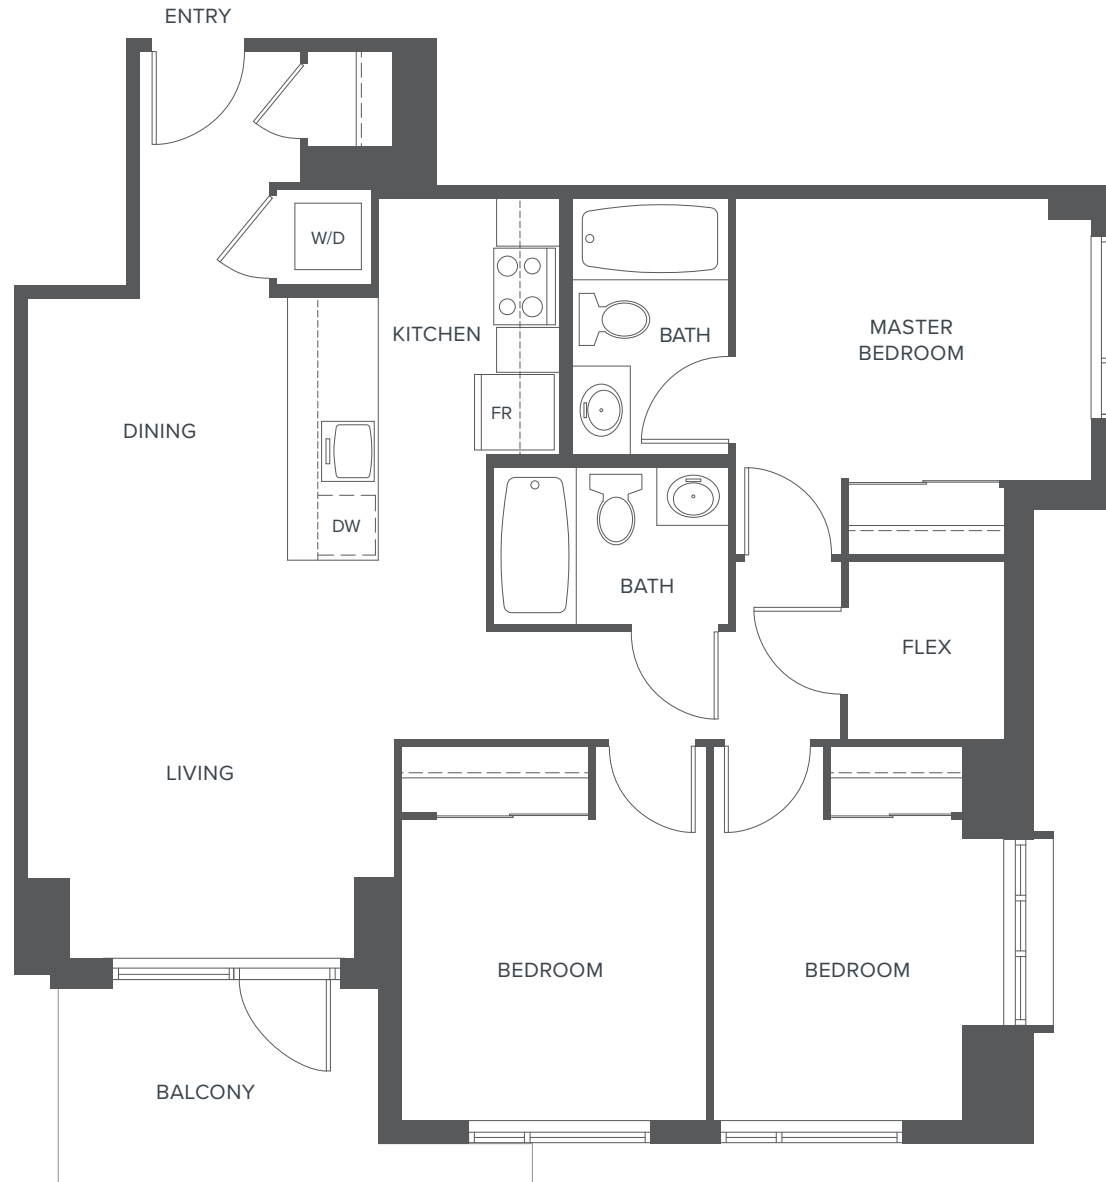 ENTRY
W/D
KITCHEN
BATH
MASTER
BEDROOM
FR
DINING
DW
BATH
FLEX
LIVING
BEDROOM
BEDROOM
BALCONY